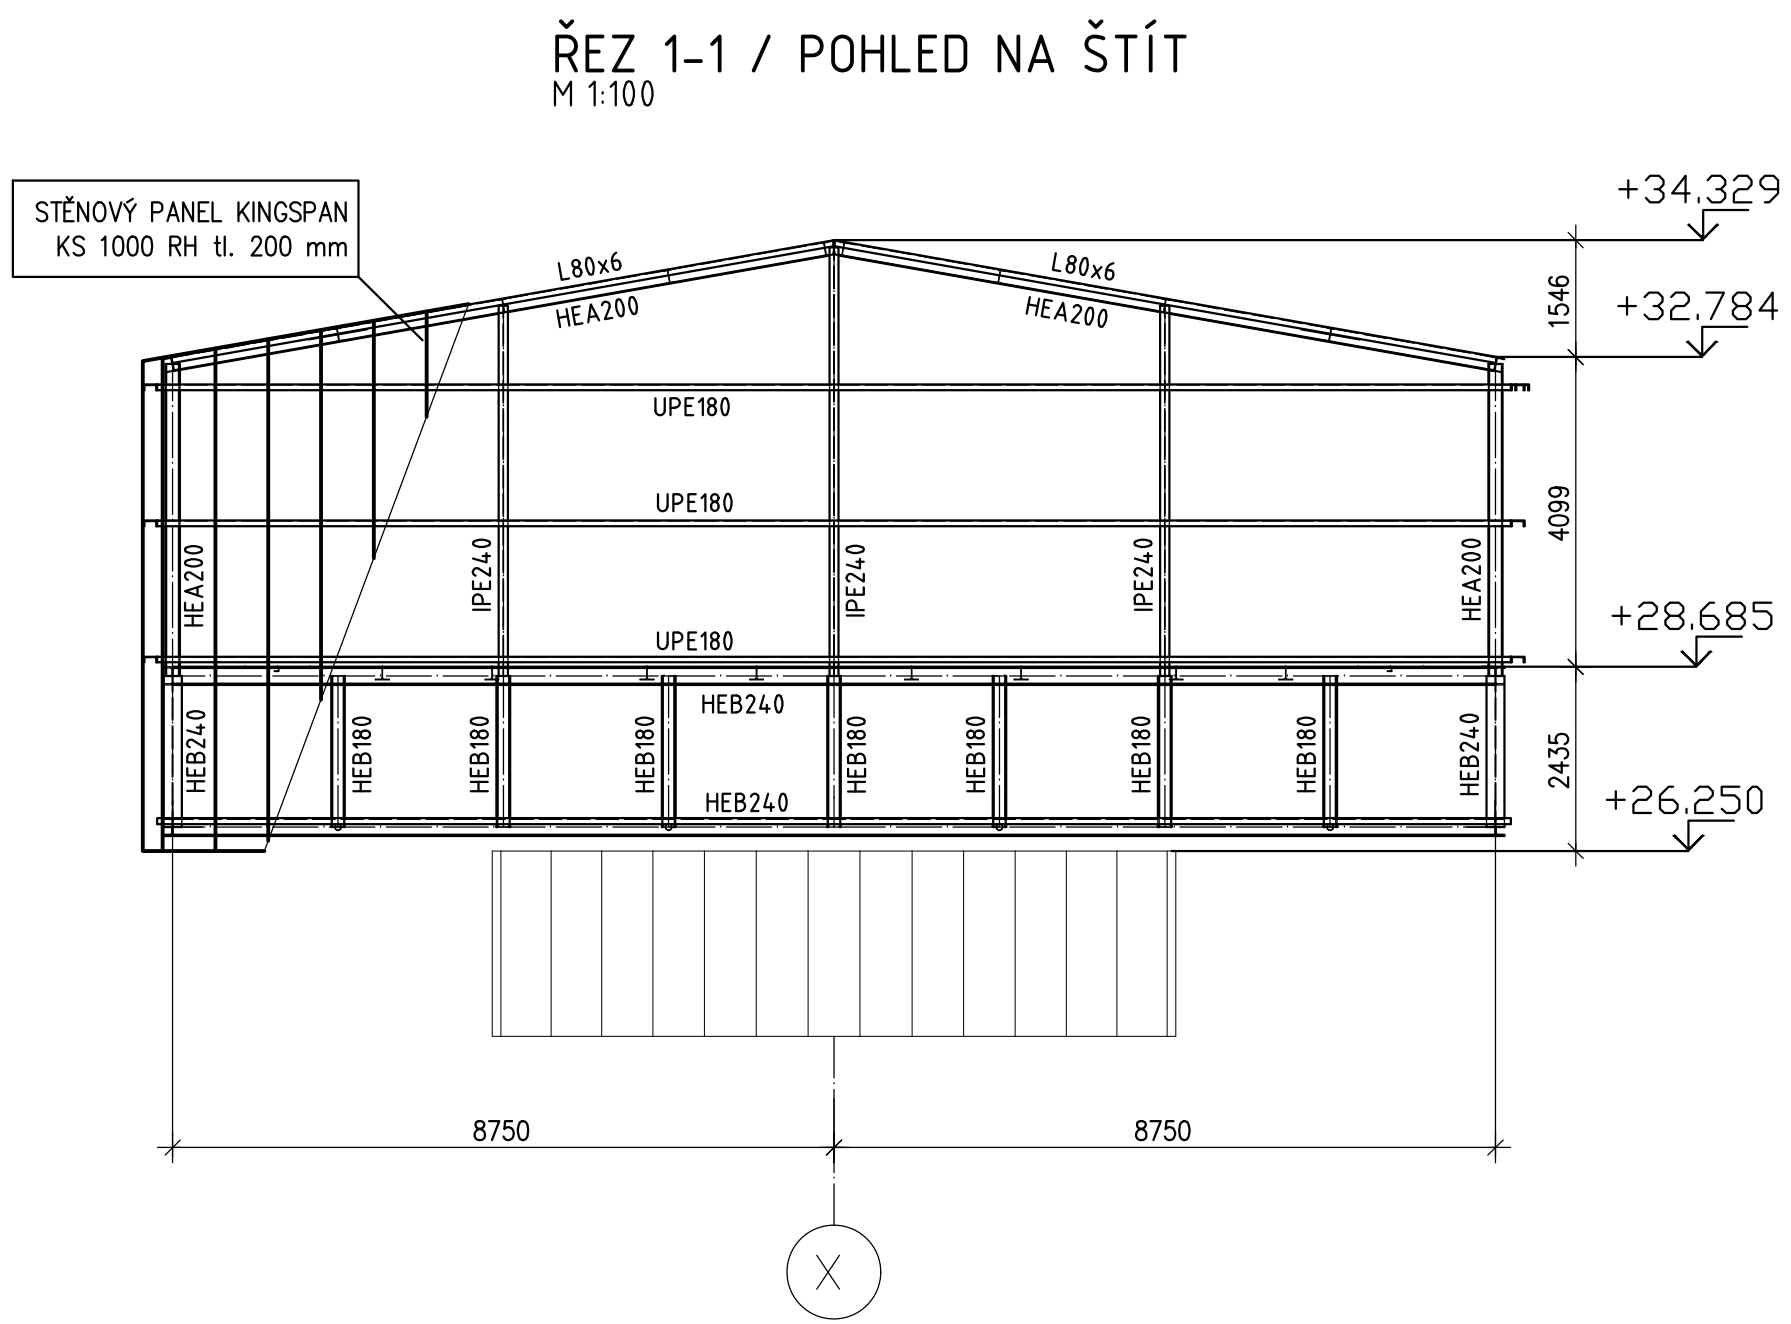 ŘEZ 1-1 / POHLED NA ŠTÍT
M 1:100
STĚNOVÝ PANEL KINGSPAN
KS 1000 RH tl. 200 mm
+34.329
L80x6
L80x6
HEA200
HEA200
1546
+32.784
UPE180
UPE180
4099
HEA200
IPE240
IPE240
IPE240
HEA200
+28.685
UPE180
HEB240
HEB240
HEB180
HEB180
HEB180
HEB180
HEB180
HEB180
HEB180
HEB240
2435
HEB240
+26.250
8750
8750
X